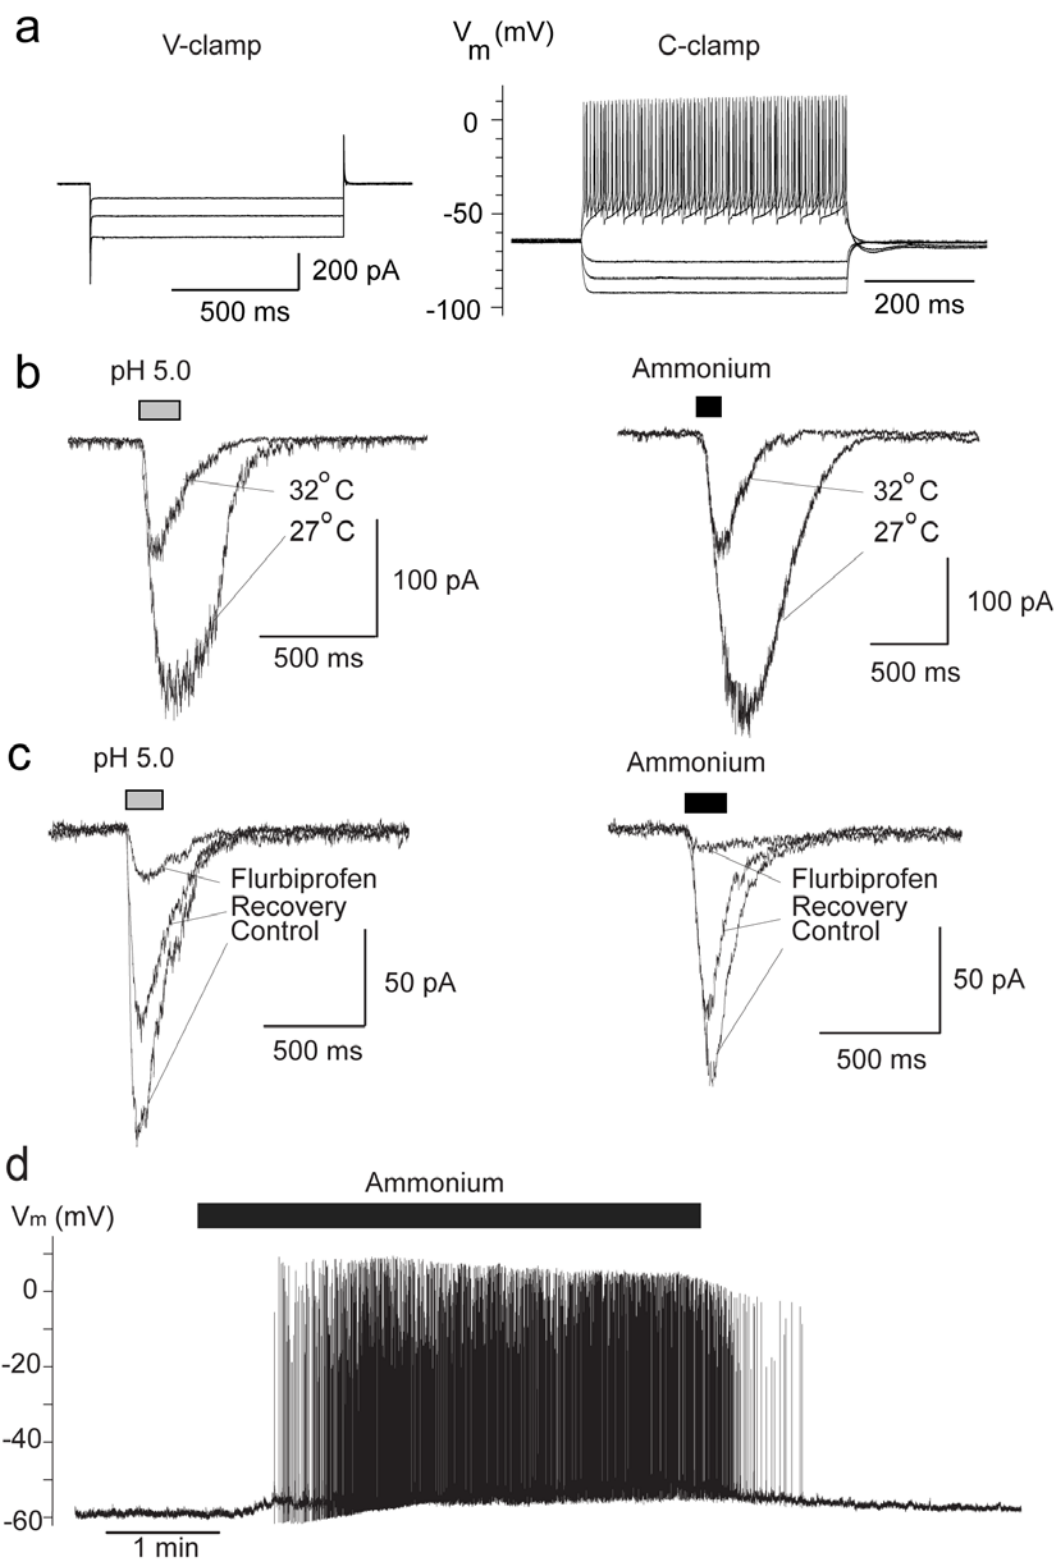 a
V-clamp
Vm (mV)
C-clamp
0
-50
-100
200 pA
500 ms
200 ms
b
pH 5.0
Ammonium
32°C
27°C
100 pA
500 ms
32°C
27°C
100 pA
500 ms
c
pH 5.0
Ammonium
Flurbiprofen
Recovery
Control
50 pA
500 ms
Flurbiprofen
Recovery
Control
50 pA
500 ms
d
Ammonium
Vm (mV)
0
-20
-40
-60
1 min